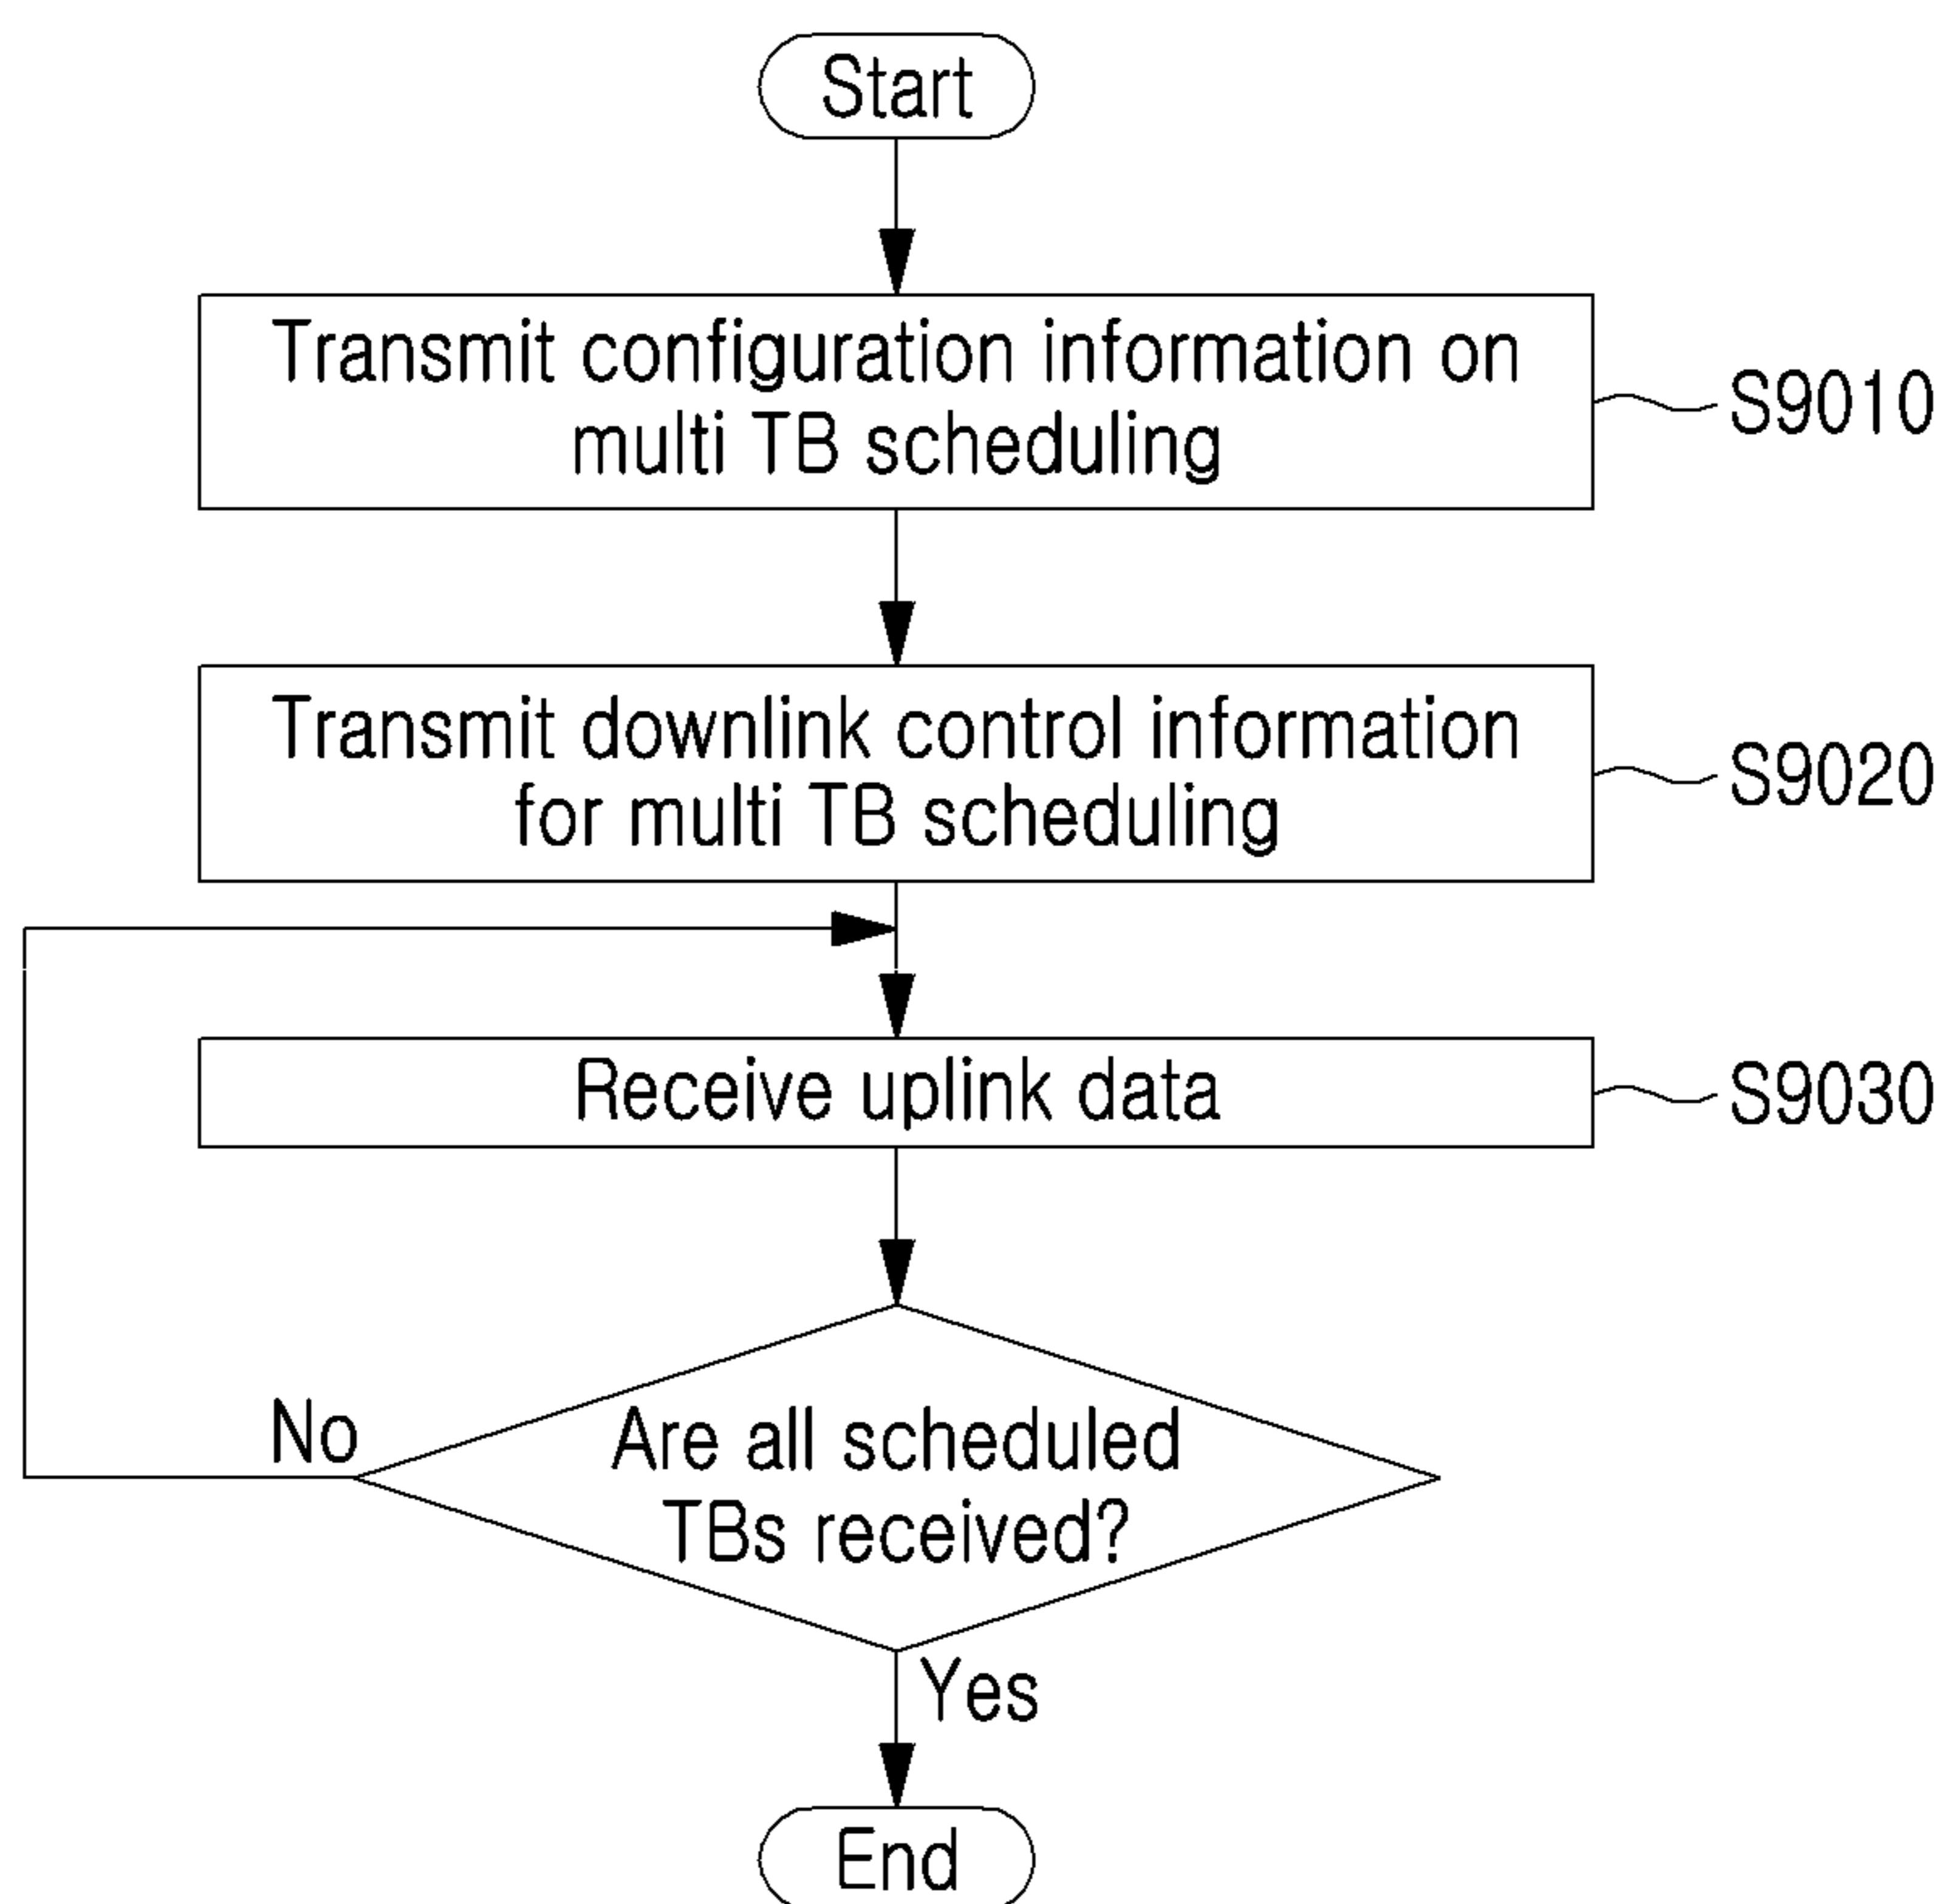 Start
Transmit configuration information on
multi TB scheduling
S9010
Transmit downlink control information
for multi TB scheduling
S9020
Receive uplink data
S9030
No
Are all scheduled
TBs received?
Yes
End